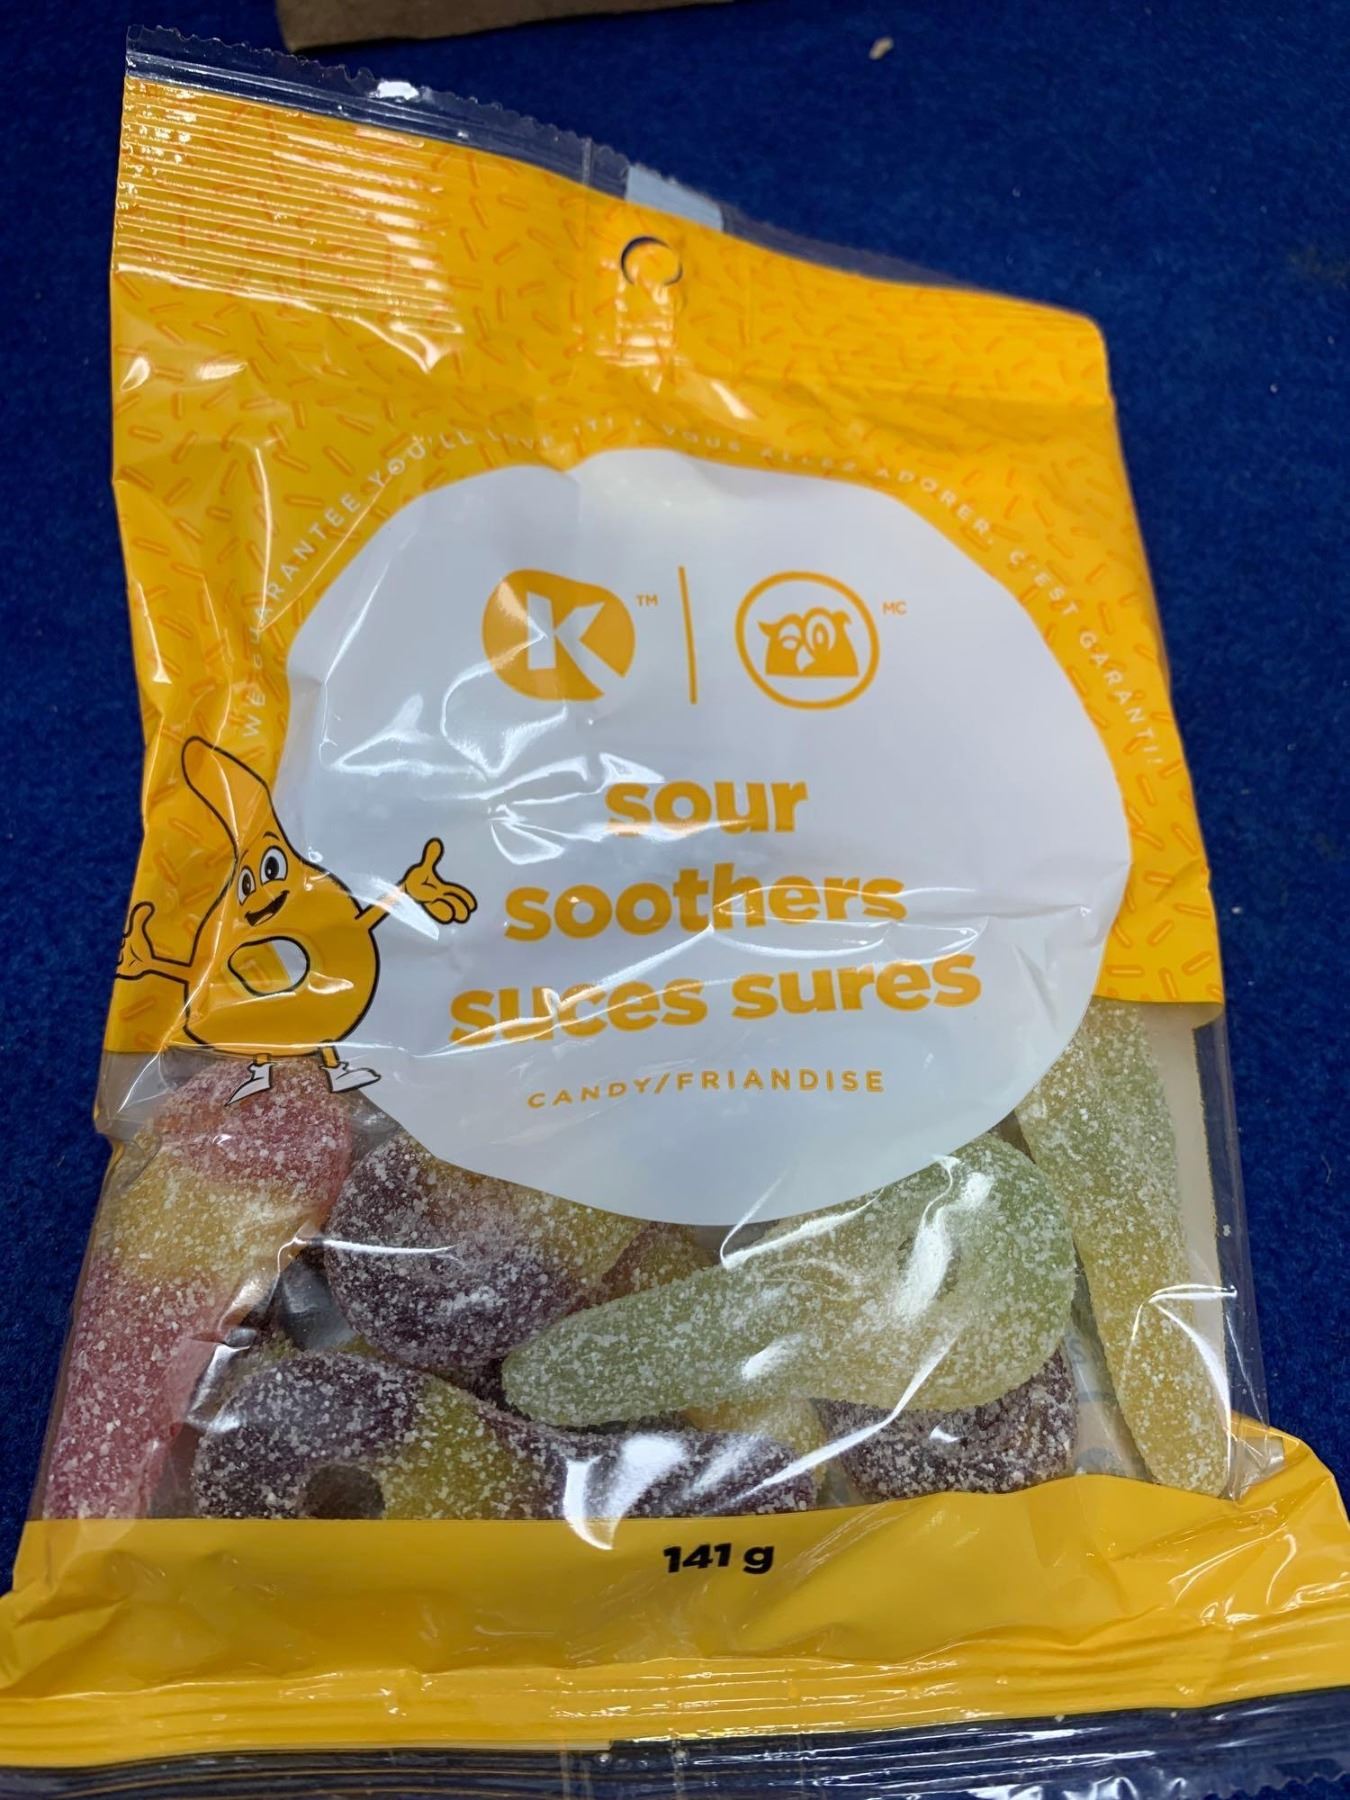 WE GUARANTEE YOU'LL LOVE IT! • VOUS ALLEZ ADORER, C'EST GARANTI!
K TM MC
sour
soothers
suces sures
CANDY/FRIANDISE
141 g